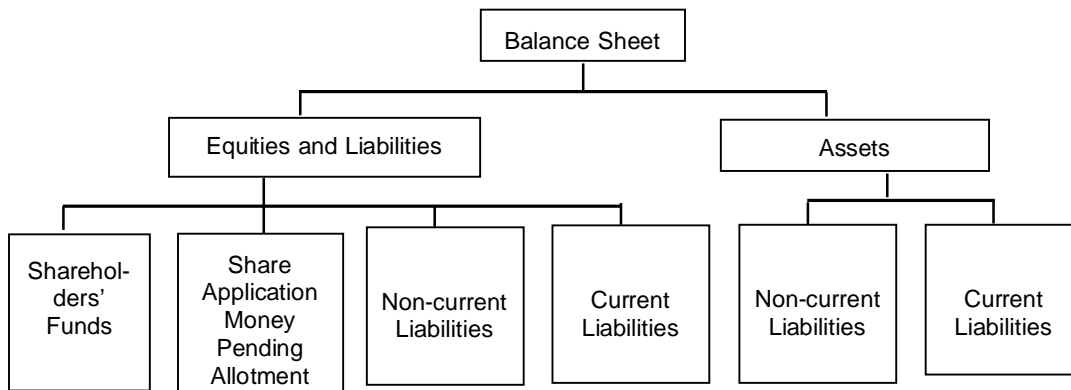 Balance Sheet
Equities and Liabilities
Assets
Sharehol-
ders’
Funds
Share
Application
Money
Pending
Allotment
Non-current
Liabilities
Current
Liabilities
Non-current
Liabilities
Current
Liabilities